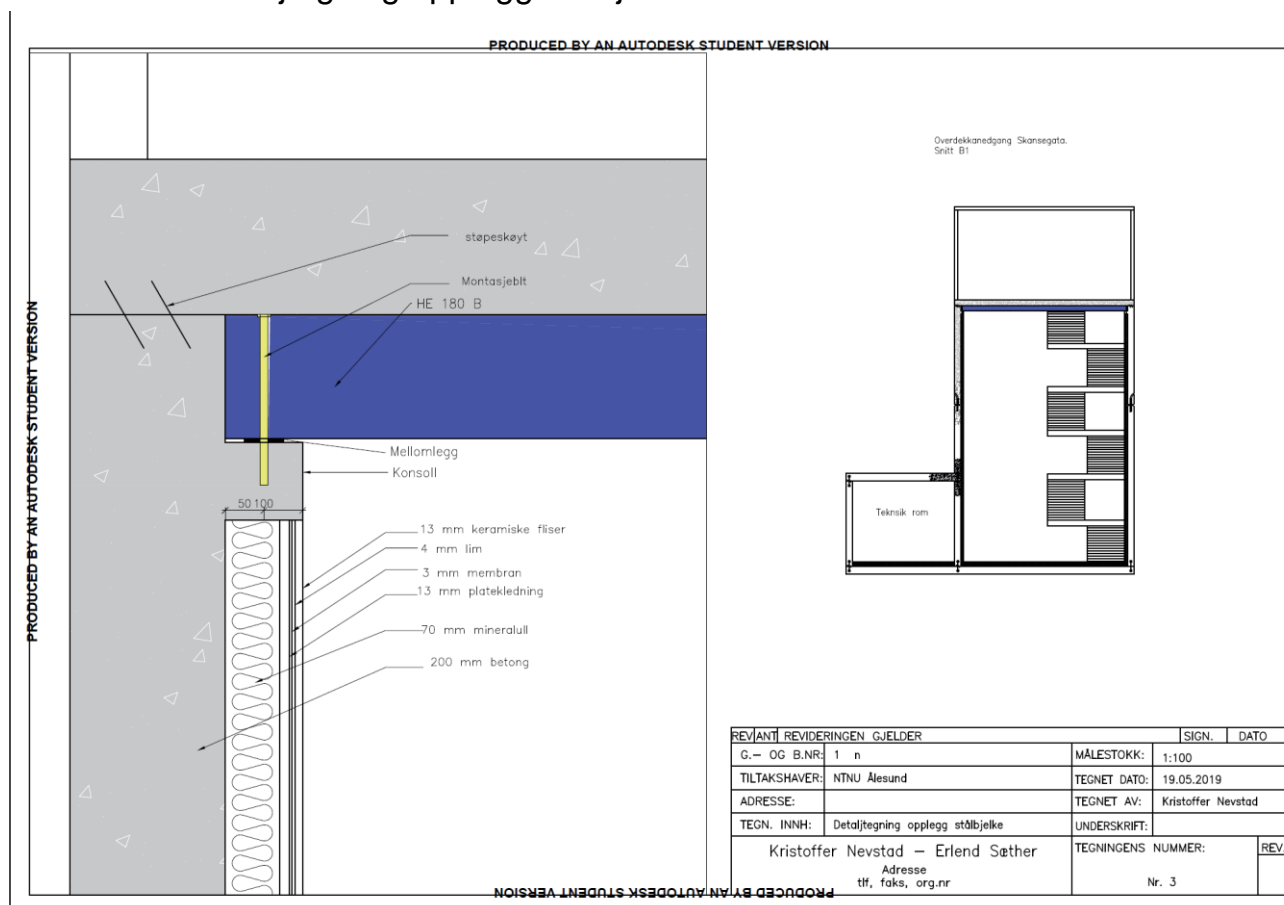 PRODUCED BY AN AUTODESK STUDENT VERSION
PRODUCED BY AN AUTODESK STUDENT VERSION
støpeskøyt
Montasjeblt
HE 180 B
Mellomlegg
Konsoll
50 100
13 mm keramiske fliser
4 mm lim
3 mm membran
13 mm platekledning
70 mm mineralull
200 mm betong
PRODUCED BY AN AUTODESK STUDENT VERSION
Overdekkanedgang Skansegata.
Snitt B1
Teknsik rom
REV ANT REVIDERINGEN GJELDER SIGN. DATO
G.- OG B.NR: 1 n MÅLESTOKK: 1:100
TILTAKSHAVER: NTNU Ålesund TEGNET DATO: 19.05.2019
ADRESSE: TEGNET AV: Kristoffer Nevstad
TEGN. INNH: Detaljtegning opplegg stålbjelke UNDERSKRIFT:
Kristoffer Nevstad – Erlend Sæther TEGNINGENS NUMMER: REV.
Adresse
tlf, faks, org.nr Nr. 3